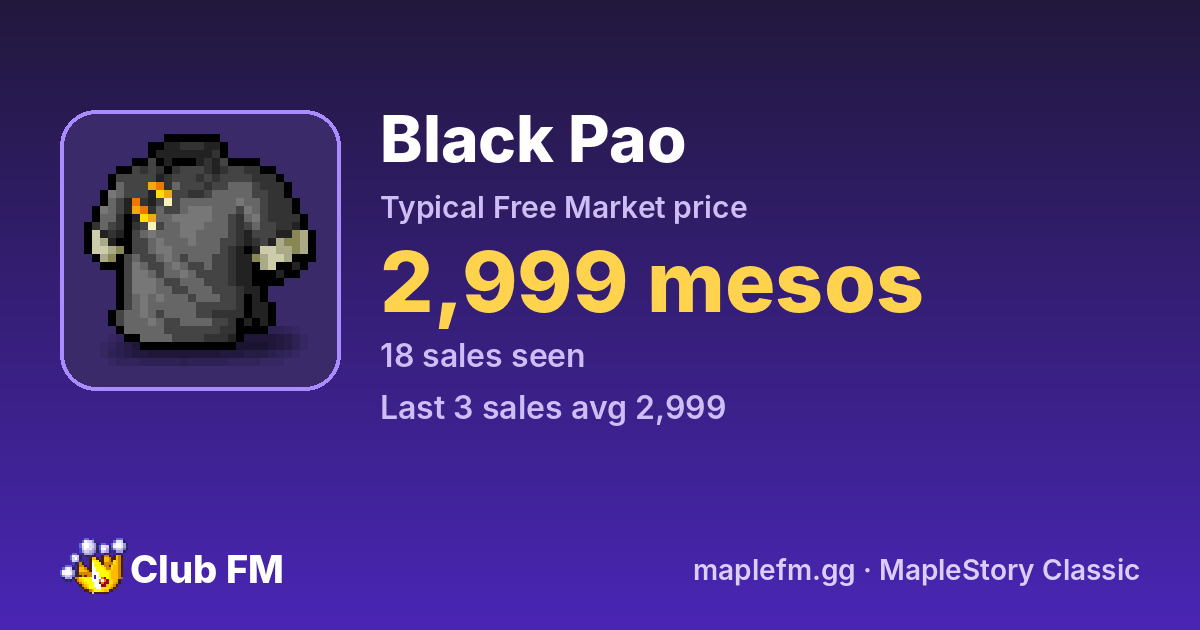 Black Pao
Typical Free Market price
2,999 mesos
18 sales seen
Last 3 sales avg 2,999
Club FM
maplefm.gg · MapleStory Classic